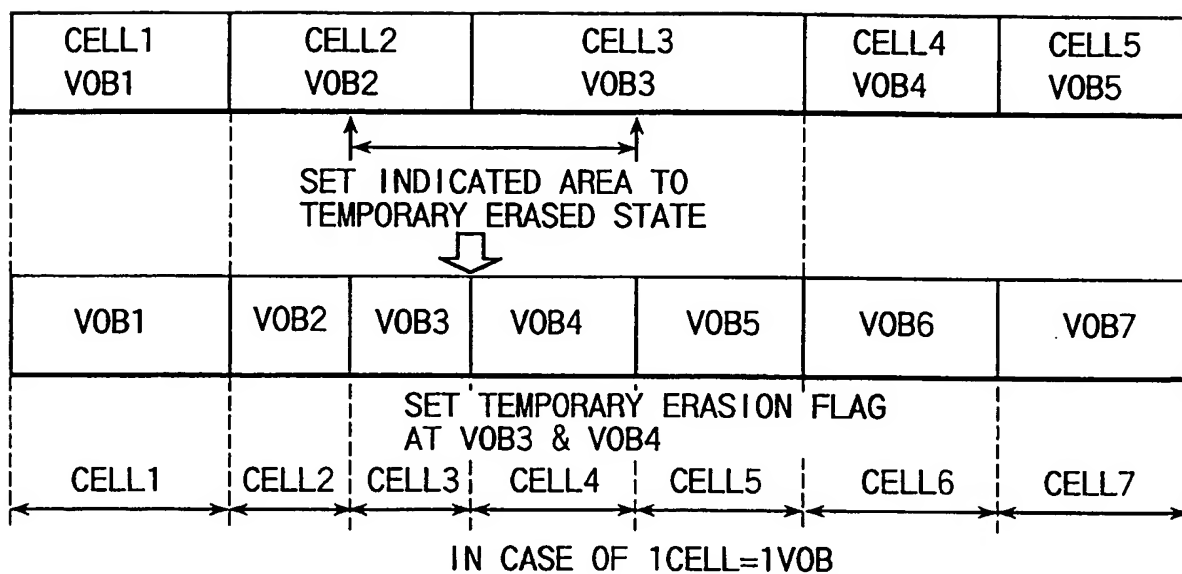 CELL1 CELL2 CELL3 CELL4 CELL5
VOB1 VOB2 VOB3 VOB4 VOB5
SET INDICATED AREA TO
TEMPORARY ERASED STATE
VOB1 VOB2 VOB3 VOB4 VOB5 VOB6 VOB7
SET TEMPORARY ERASION FLAG
AT VOB3 & VOB4
CELL1 CELL2 CELL3 CELL4 CELL5 CELL6 CELL7
IN CASE OF 1CELL=1VOB